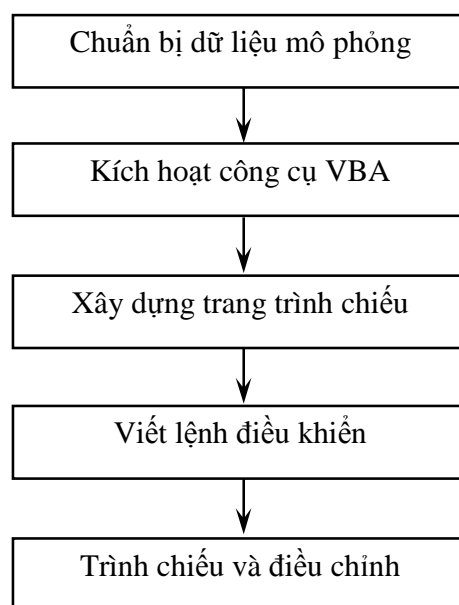 Chuẩn bị dữ liệu mô phỏng
Kích hoạt công cụ VBA
Xây dựng trang trình chiếu
Viết lệnh điều khiển
Trình chiếu và điều chỉnh